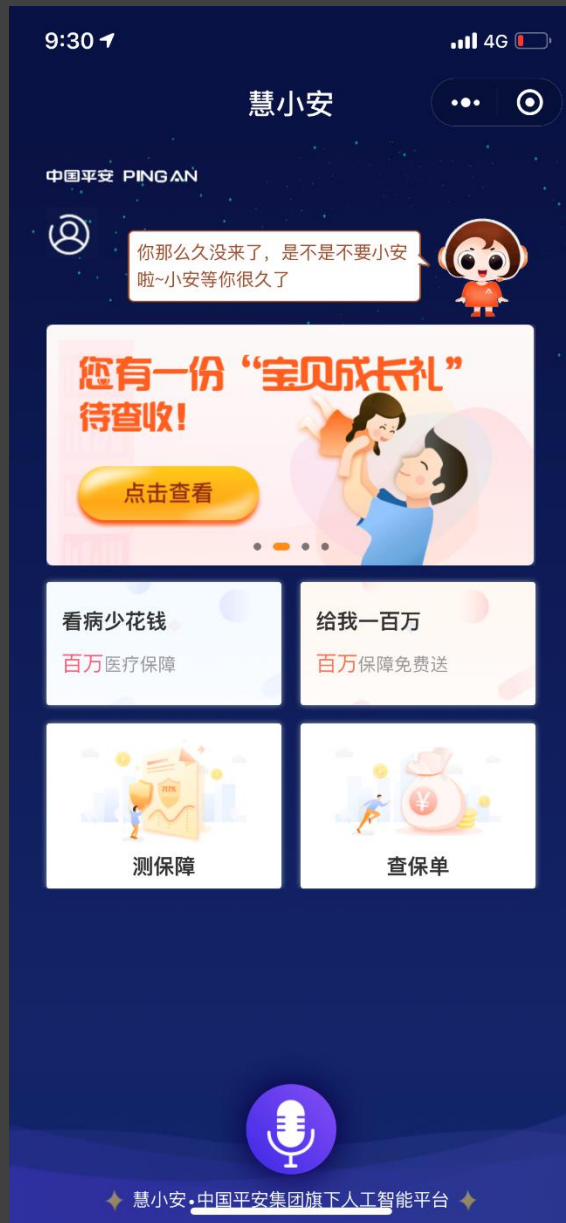 9:30
4G
慧小安
中国平安 PING AN
你那么久没来了，是不是不要小安
啦~小安等你很久了
您有一份“宝贝成长礼”
待查收！
点击查看
看病少花钱
百万医疗保障
给我一百万
百万保障免费送
测保障
查保单
慧小安•中国平安集团旗下人工智能平台